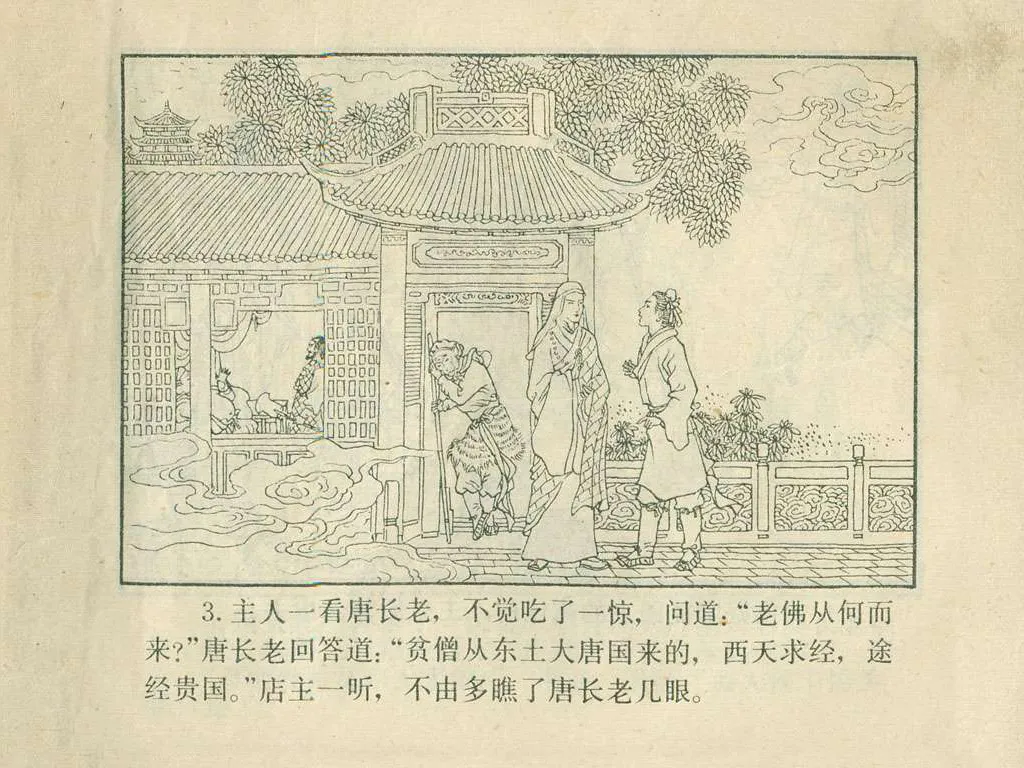 3. 主人一看唐长老，不觉吃了一惊，问道：“老佛从何而
来？”唐长老回答道：“贫僧从东土大唐国来的，西天求经，途
经贵国。”店主一听，不由多瞧了唐长老几眼。